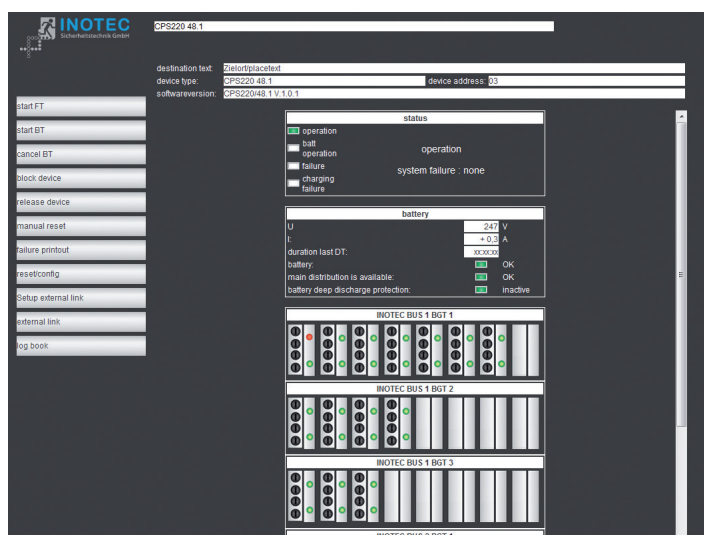 INOTEC
Sicherheitstechnik GmbH
CPS220 48.1
destination text: Zielort/placetext
device type: CPS220 48.1 device address: 03
softwareversion: CPS220/48.1 V.1.0.1
start FT
start BT
cancel BT
block device
release device
manual reset
failure printout
reset/config
Setup external link
external link
log book
status
operation
batt
operation
failure
charging
failure
operation
system failure : none
battery
U 247 V
I: + 0,3 A
duration last DT: xx:xx:xx
battery: OK
main distribution is available: OK
battery deep discharge protection: inactive
INOTEC BUS 1 BGT 1
INOTEC BUS 1 BGT 2
INOTEC BUS 1 BGT 3
INOTEC BUS 2 BGT 1